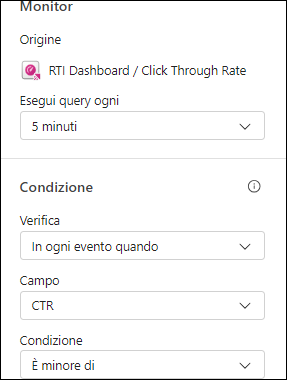 Monitor
Origine
RTI Dashboard / Click Through Rate
Esegui query ogni
5 minuti
Condizione
Verifica
In ogni evento quando
Campo
CTR
Condizione
È minore di